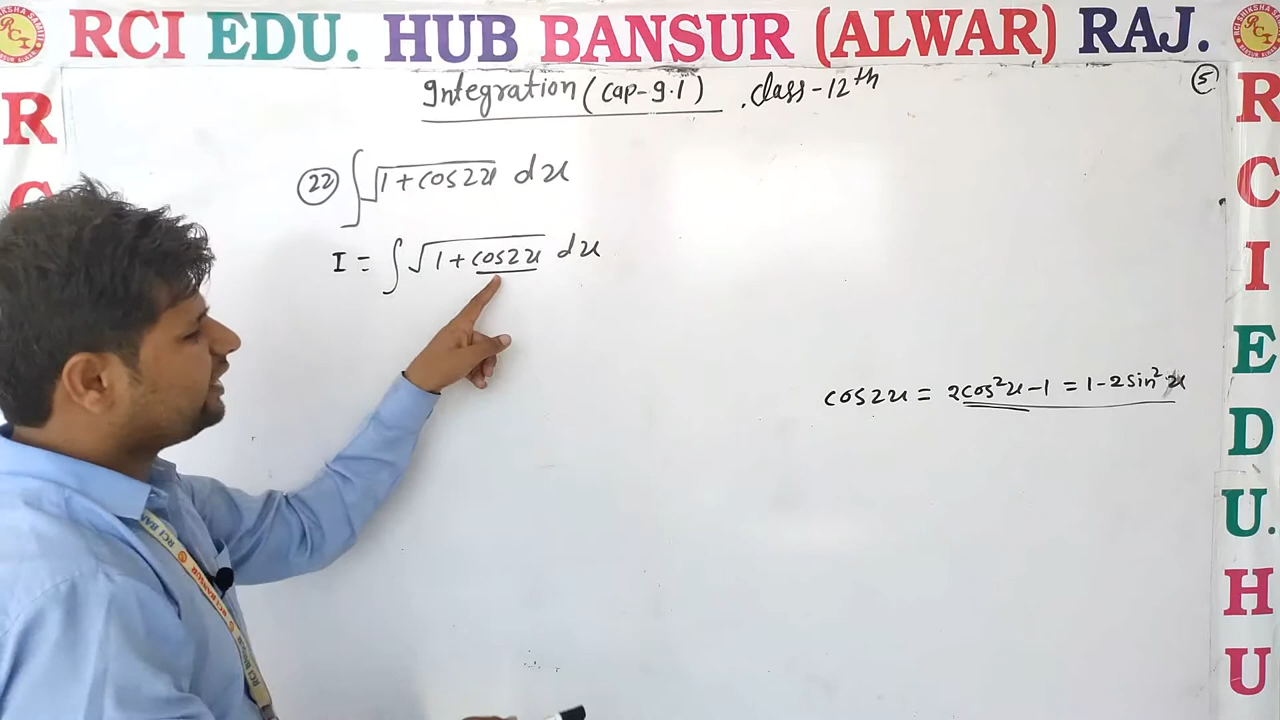 RCI EDU. HUB BANSUR (ALWAR) RAJ.
Integration (cap-9.1) . class-12th
5
22 ∫√1+cos2x dx
I = ∫√1+cos2x dx
cos2x = 2cos²x-1 = 1-2sin²x
R
R
C
I
E
D
U.
H
U